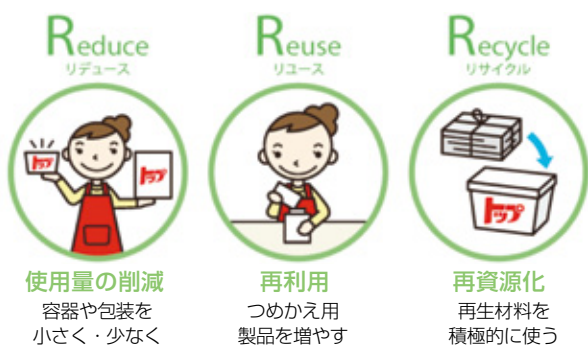 Reduce
リデュース
トップ
トップ
使用量の削減
容器や包装を
小さく・少なく
Reuse
リユース
再利用
つめかえ用
製品を増やす
Recycle
リサイクル
トップ
再資源化
再生材料を
積極的に使う